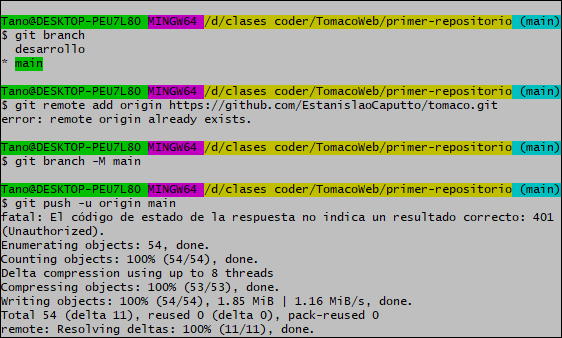 Tano@DESKTOP-PEU7L80 MINGW64 /d/clases coder/TomacoWeb/primer-repositorio (main)
$ git branch
  desarrollo
* main
Tano@DESKTOP-PEU7L80 MINGW64 /d/clases coder/TomacoWeb/primer-repositorio (main)
$ git remote add origin https://github.com/EstanislaoCaputto/tomaco.git
error: remote origin already exists.
Tano@DESKTOP-PEU7L80 MINGW64 /d/clases coder/TomacoWeb/primer-repositorio (main)
$ git branch -M main
Tano@DESKTOP-PEU7L80 MINGW64 /d/clases coder/TomacoWeb/primer-repositorio (main)
$ git push -u origin main
fatal: El código de estado de la respuesta no indica un resultado correcto: 401
(Unauthorized).
Enumerating objects: 54, done.
Counting objects: 100% (54/54), done.
Delta compression using up to 8 threads
Compressing objects: 100% (53/53), done.
Writing objects: 100% (54/54), 1.85 MiB | 1.16 MiB/s, done.
Total 54 (delta 11), reused 0 (delta 0), pack-reused 0
remote: Resolving deltas: 100% (11/11), done.